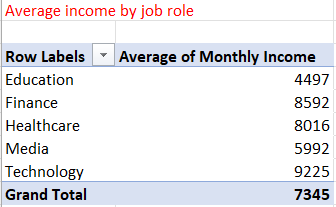 Average income by job role
Row Labels Average of Monthly Income
Education 4497
Finance 8592
Healthcare 8016
Media 5992
Technology 9225
Grand Total 7345